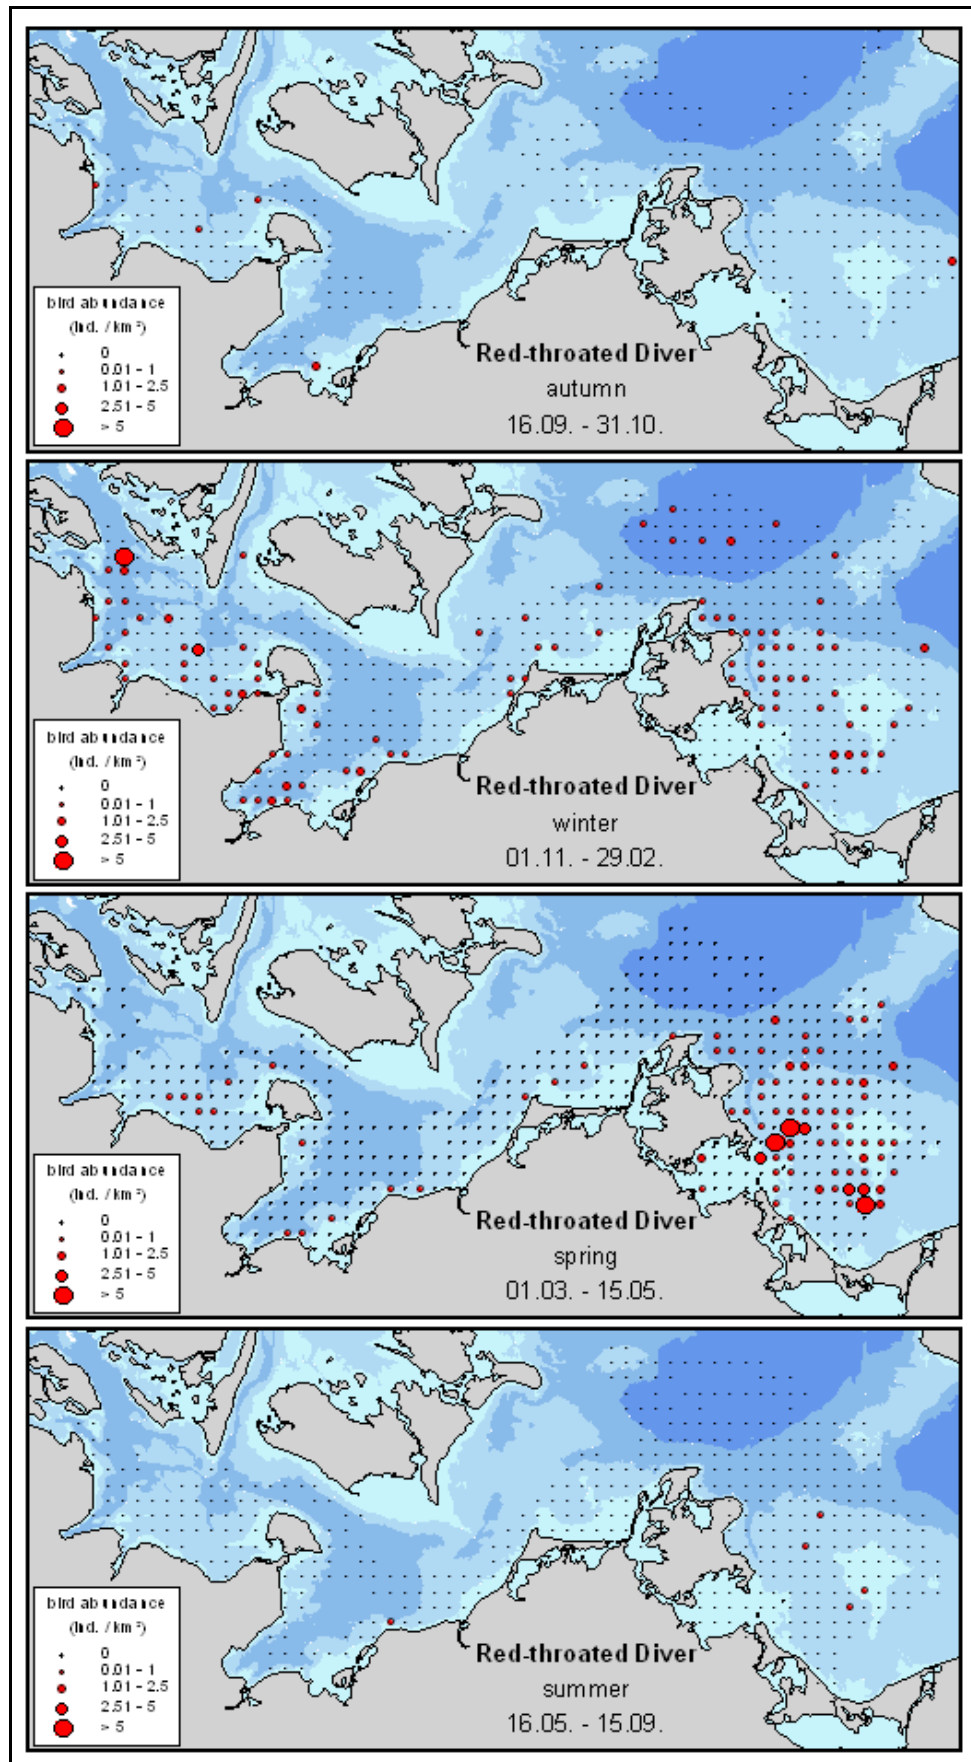 bird abundance
(Ind. / km²)
0
0.01 - 1
1.01 - 2.5
2.51 - 5
> 5
Red-throated Diver
autumn
16.09. - 31.10.
bird abundance
(Ind. / km²)
0
0.01 - 1
1.01 - 2.5
2.51 - 5
> 5
Red-throated Diver
winter
01.11. - 29.02.
bird abundance
(Ind. / km²)
0
0.01 - 1
1.01 - 2.5
2.51 - 5
> 5
Red-throated Diver
spring
01.03. - 15.05.
bird abundance
(Ind. / km²)
0
0.01 - 1
1.01 - 2.5
2.51 - 5
> 5
Red-throated Diver
summer
16.05. - 15.09.